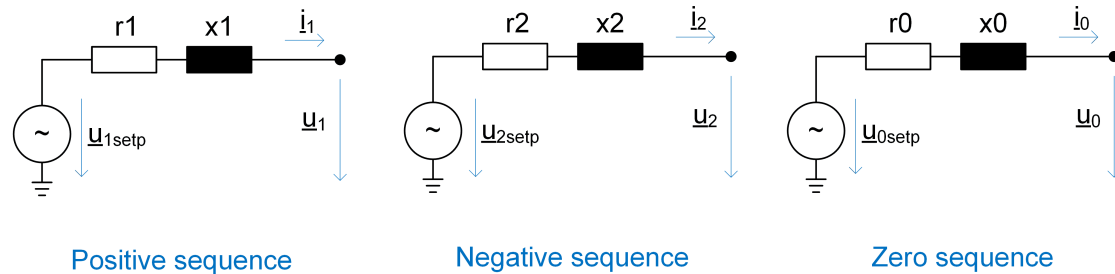 r1 x1 i1
~ u1setp u1
Positive sequence
r2 x2 i2
~ u2setp u2
Negative sequence
r0 x0 i0
~ u0setp u0
Zero sequence